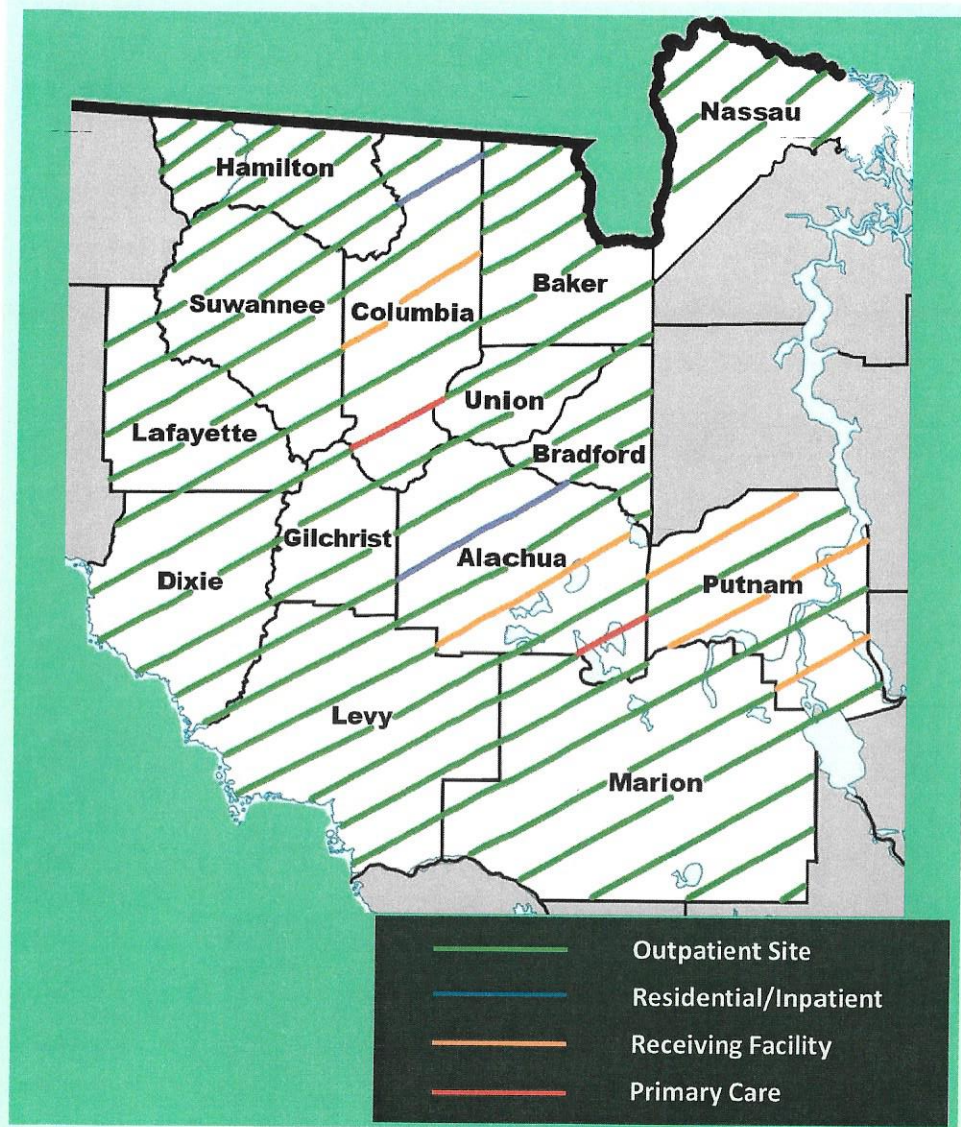 Nassau
Hamilton
Baker
Suwannee
Columbia
Union
Lafayette
Bradford
Gilchrist
Alachua
Dixie
Putnam
Levy
Marion
Outpatient Site
Residential/Inpatient
Receiving Facility
Primary Care